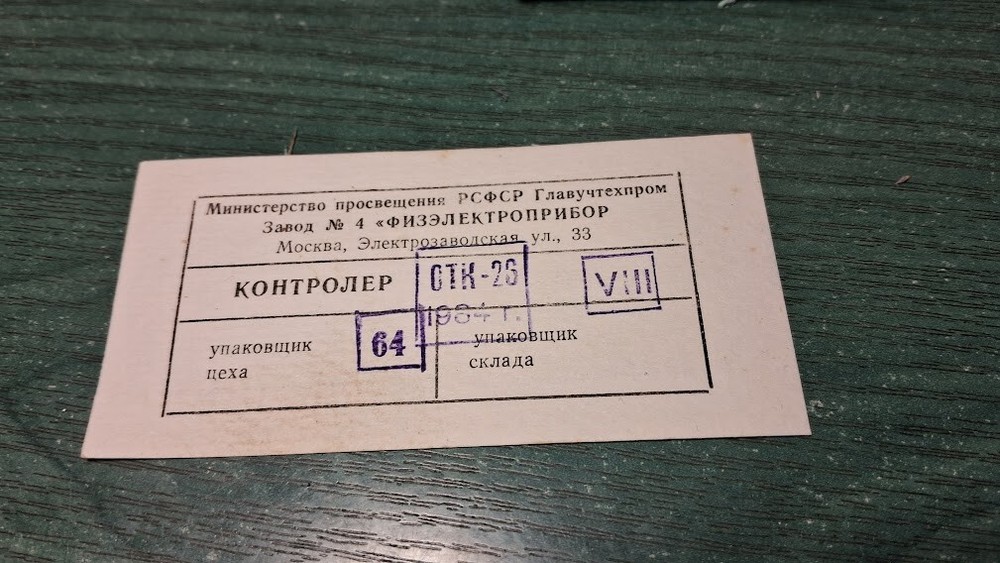 Министерство просвещения РСФСР Главучтехпром
Завод № 4 «ФИЗЭЛЕКТРОПРИБОР
Москва, Электрозаводская ул., 33
КОНТРОЛЕР
ОТК-26
VIII
1984 г.
упаковщик
цеха
64
упаковщик
склада